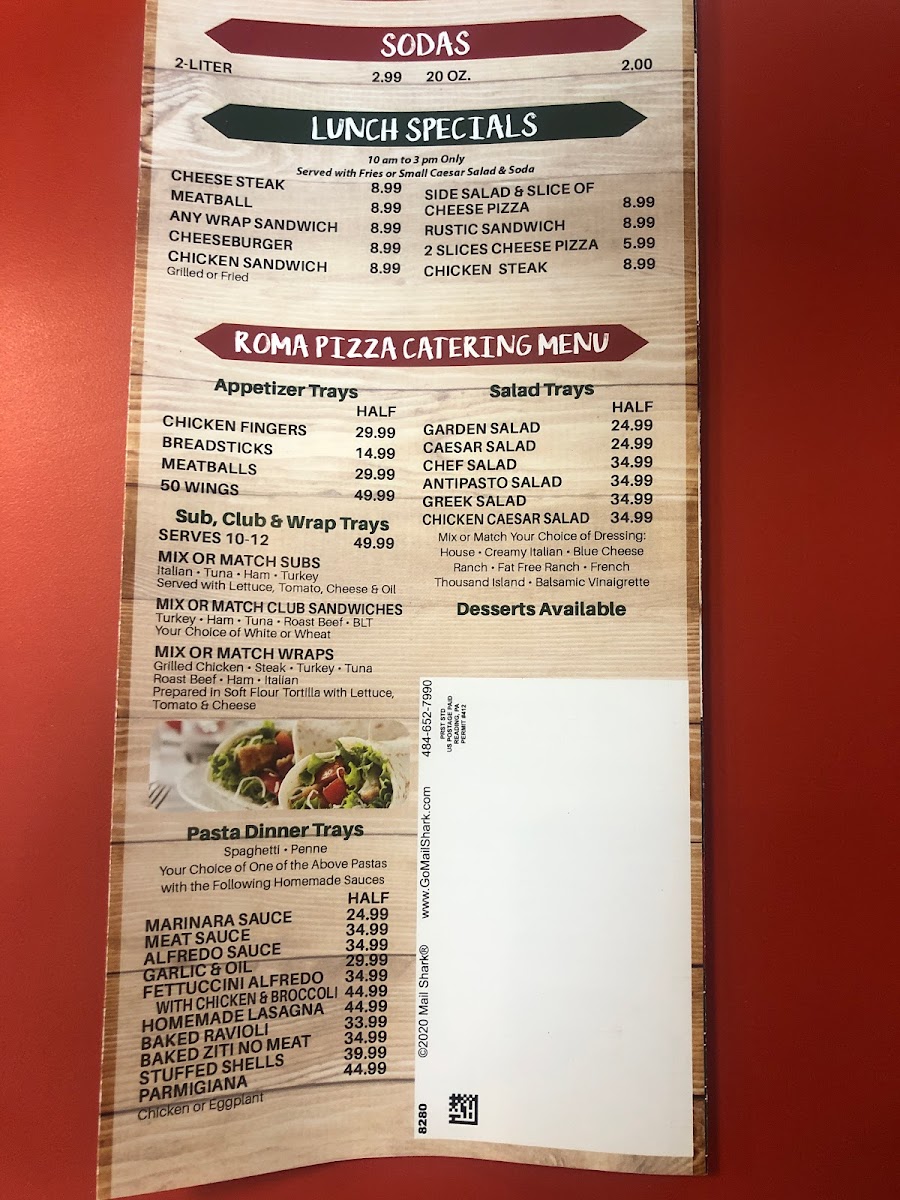 SODAS
2-LITER 2.99 20 OZ. 2.00
LUNCH SPECIALS
10 am to 3 pm Only
Served with Fries or Small Caesar Salad & Soda
CHEESE STEAK 8.99
MEATBALL 8.99
ANY WRAP SANDWICH 8.99
CHEESEBURGER 8.99
CHICKEN SANDWICH 8.99
Grilled or Fried
SIDE SALAD & SLICE OF
CHEESE PIZZA 8.99
RUSTIC SANDWICH 8.99
2 SLICES CHEESE PIZZA 5.99
CHICKEN STEAK 8.99
ROMA PIZZA CATERING MENU
Appetizer Trays
HALF
CHICKEN FINGERS 29.99
BREADSTICKS 14.99
MEATBALLS 29.99
50 WINGS 49.99
Sub, Club & Wrap Trays
SERVES 10-12 49.99
MIX OR MATCH SUBS
Italian • Tuna • Ham • Turkey
Served with Lettuce, Tomato, Cheese & Oil
MIX OR MATCH CLUB SANDWICHES
Turkey • Ham • Tuna • Roast Beef • BLT
Your Choice of White or Wheat
MIX OR MATCH WRAPS
Grilled Chicken • Steak • Turkey • Tuna
Roast Beef • Ham • Italian
Prepared in Soft Flour Tortilla with Lettuce,
Tomato & Cheese
Salad Trays
HALF
GARDEN SALAD 24.99
CAESAR SALAD 24.99
CHEF SALAD 34.99
ANTIPASTO SALAD 34.99
GREEK SALAD 34.99
CHICKEN CAESAR SALAD 34.99
Mix or Match Your Choice of Dressing:
House • Creamy Italian • Blue Cheese
Ranch • Fat Free Ranch • French
Thousand Island • Balsamic Vinaigrette
Desserts Available
Pasta Dinner Trays
Spaghetti • Penne
Your Choice of One of the Above Pastas
with the Following Homemade Sauces
HALF
MARINARA SAUCE 24.99
MEAT SAUCE 34.99
ALFREDO SAUCE 34.99
GARLIC & OIL 29.99
FETTUCCINI ALFREDO 34.99
WITH CHICKEN & BROCCOLI 44.99
HOMEMADE LASAGNA 44.99
BAKED RAVIOLI 33.99
BAKED ZITI NO MEAT 34.99
STUFFED SHELLS 39.99
PARMIGIANA 44.99
Chicken or Eggplant
8280 ©2020 Mail Shark® www.GoMailShark.com 484-652-7990
PRST STD
US POSTAGE PAID
READING, PA
PERMIT #412